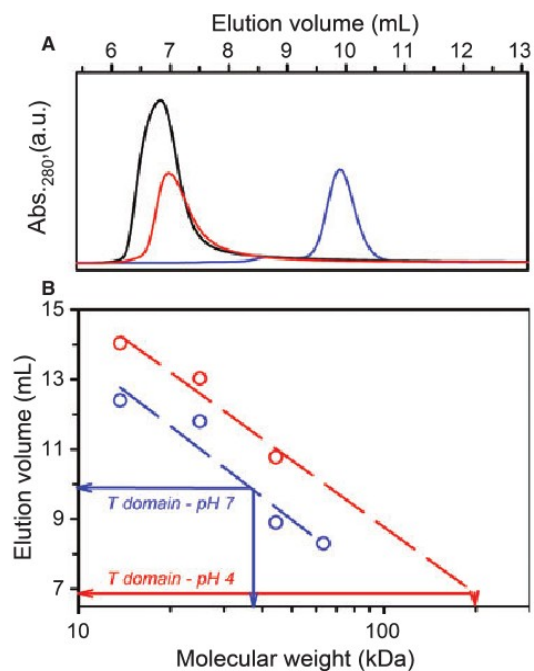 Elution volume (mL)
A
6 7 8 9 10 11 12 13
Abs.280,(a.u.)
B
15
13
11
9
7
Elution volume (mL)
T domain - pH 7
T domain - pH 4
10 100
Molecular weight (kDa)